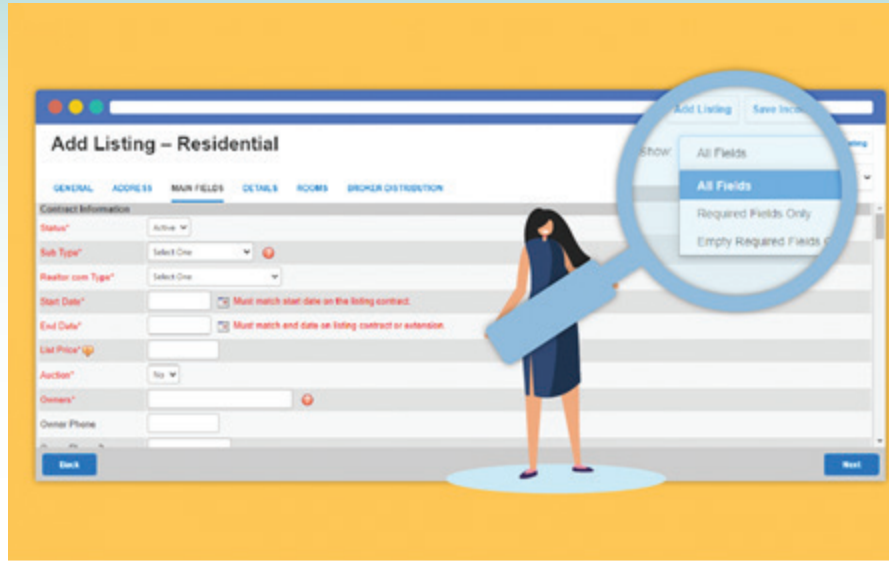 Add Listing
Save Inco
Add Listing – Residential
Show
All Fields
All Fields
Required Fields Only
Empty Required Fields
GENERAL ADDRESS MAIN FIELDS DETAILS ROOMS BROKER DISTRIBUTION
Contract Information
Status* Active
Sub Type* Select One
Realtor com Type* Select One
Start Date* Must match start date on the listing contract.
End Date* Must match end date on listing contract or extension.
List Price*
Auction* No
Owners*
Owner Phone
Back Next